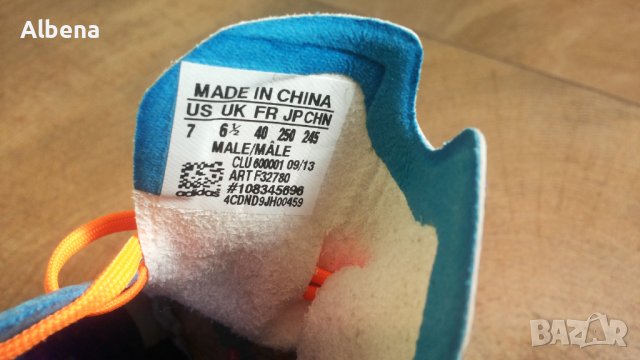 Albena
MADE IN CHINA
US UK FR JP CHN
7 6½ 40 250 245
MALE/MÂLE
CLU 600001 09/13
ART F32780
#108345696
adidas
4CDND9JH00459
BAZAR